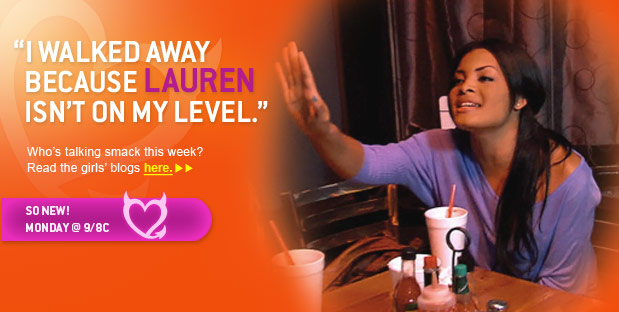 “I WALKED AWAY
BECAUSE LAUREN
ISN’T ON MY LEVEL.”
Who’s talking smack this week?
Read the girls’ blogs here.
SO NEW!
MONDAY @ 9/8C